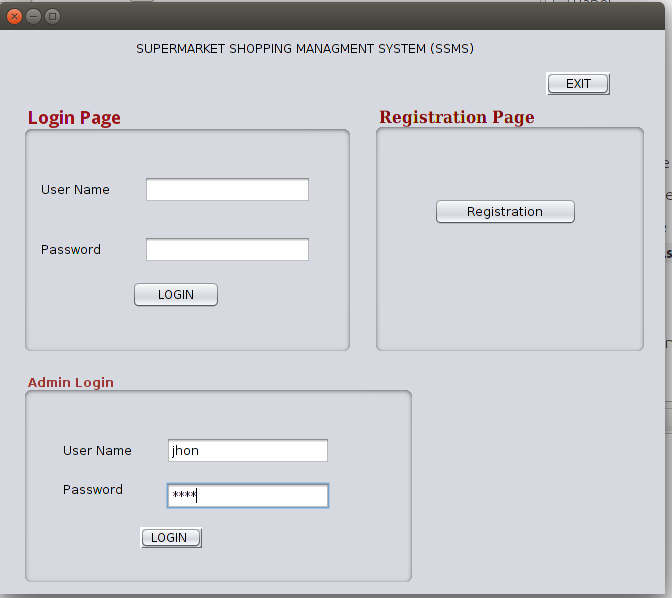 SUPERMARKET SHOPPING MANAGMENT SYSTEM (SSMS)
EXIT
Login Page
User Name
Password
LOGIN
Registration Page
Registration
Admin Login
User Name jhon
Password ****
LOGIN